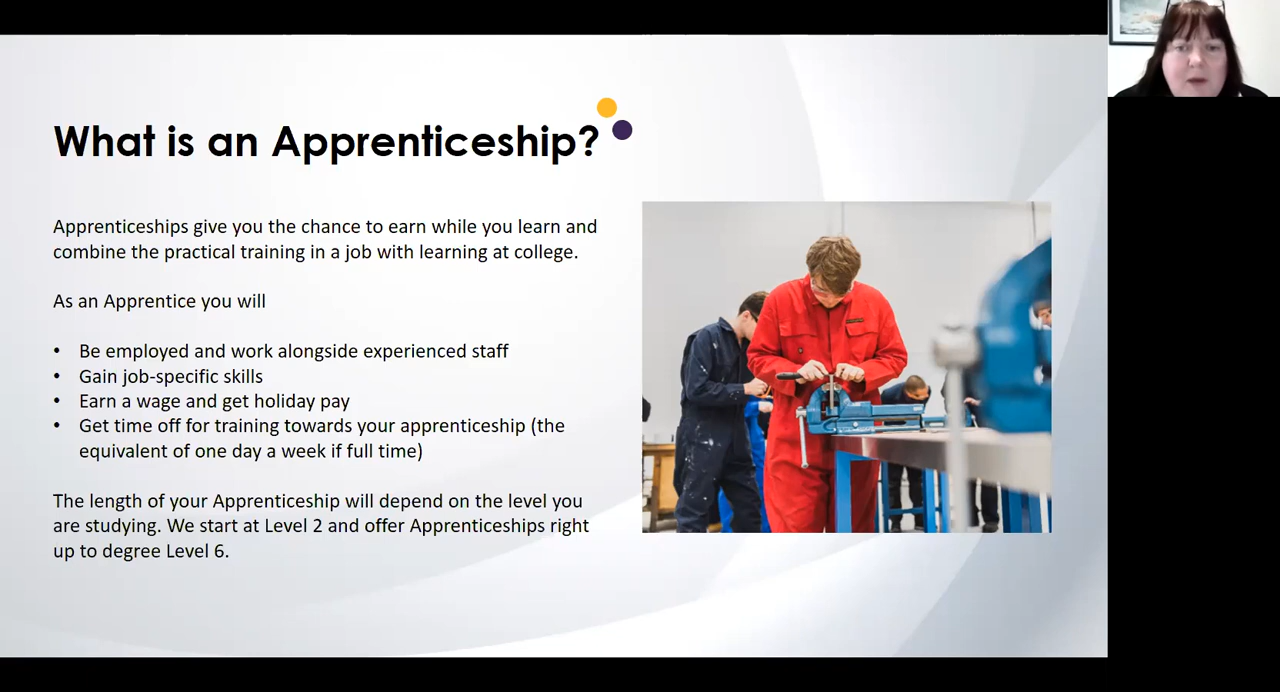 What is an Apprenticeship?
Apprenticeships give you the chance to earn while you learn and
combine the practical training in a job with learning at college.
As an Apprentice you will
• Be employed and work alongside experienced staff
• Gain job-specific skills
• Earn a wage and get holiday pay
• Get time off for training towards your apprenticeship (the
equivalent of one day a week if full time)
The length of your Apprenticeship will depend on the level you
are studying. We start at Level 2 and offer Apprenticeships right
up to degree Level 6.